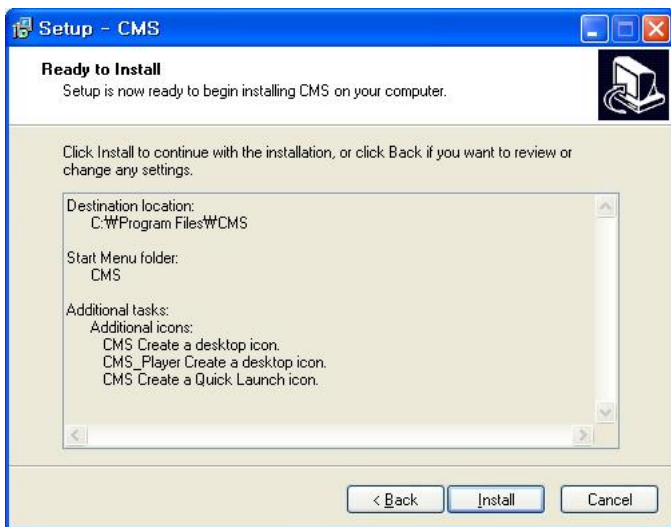 Setup - CMS
Ready to Install
Setup is now ready to begin installing CMS on your computer.
Click Install to continue with the installation, or click Back if you want to review or
change any settings.
Destination location:
C:₩Program Files₩CMS
Start Menu folder:
CMS
Additional tasks:
Additional icons:
CMS Create a desktop icon.
CMS_Player Create a desktop icon.
CMS Create a Quick Launch icon.
< Back
Install
Cancel